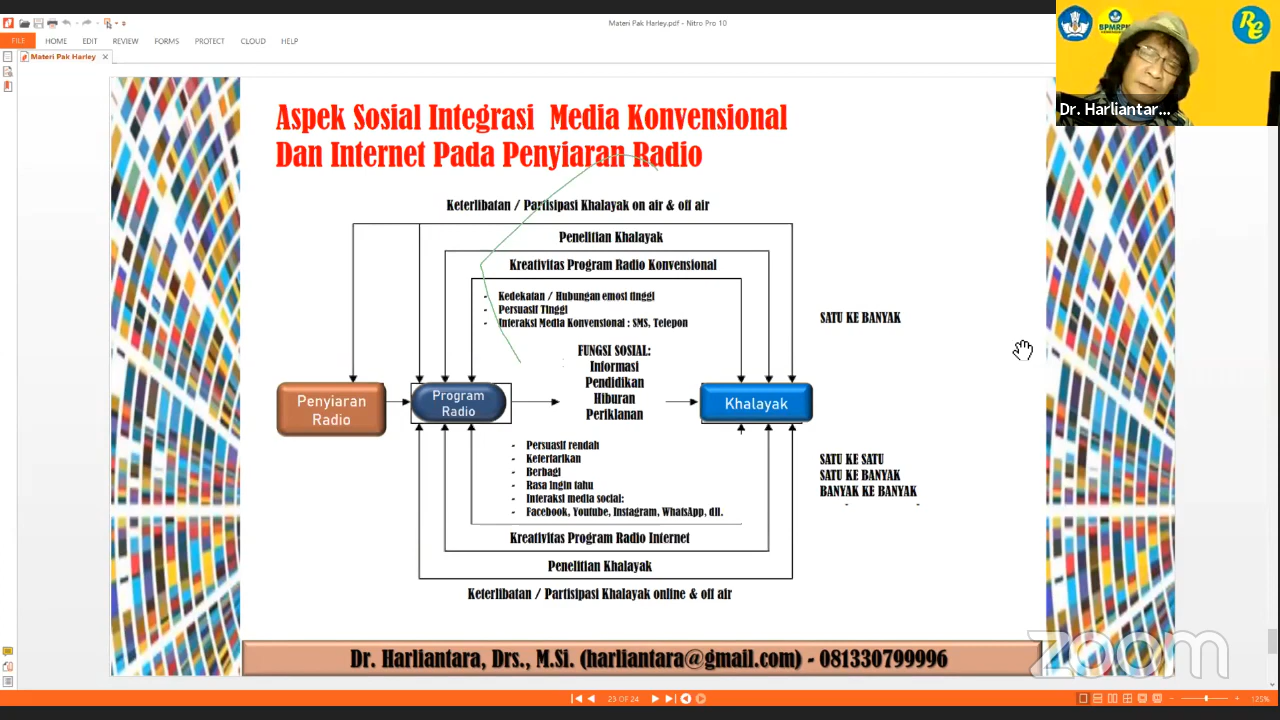 Materi Pak Harley.pdf - Nitro Pro 10
FILE HOME EDIT REVIEW FORMS PROTECT CLOUD HELP
Materi Pak Harley
BPMRPK
Dr. Harliantar...
Aspek Sosial Integrasi Media Konvensional
Dan Internet Pada Penyiaran Radio
Keterlibatan / Partisipasi Khalayak on air & off air
Penelitian Khalayak
Kreativitas Program Radio Konvensional
- Kedekatan / Hubungan emosi tinggi
- Persuasif Tinggi
- Interaksi Media Konvensional : SMS, Telepon
SATU KE BANYAK
FUNGSI SOSIAL:
Informasi
Pendidikan
Hiburan
Periklanan
Penyiaran
Radio
Program
Radio
Khalayak
- Persuasif rendah
- Ketertarikan
- Berbagi
- Rasa ingin tahu
- Interaksi media social:
- Facebook, Youtube, Instagram, WhatsApp, dll.
SATU KE SATU
SATU KE BANYAK
BANYAK KE BANYAK
Kreativitas Program Radio Internet
Penelitian Khalayak
Keterlibatan / Partisipasi Khalayak online & off air
Dr. Harliantara, Drs., M.Si. (harliantara@gmail.com) - 081330799996
zoom
23 OF 24
125%